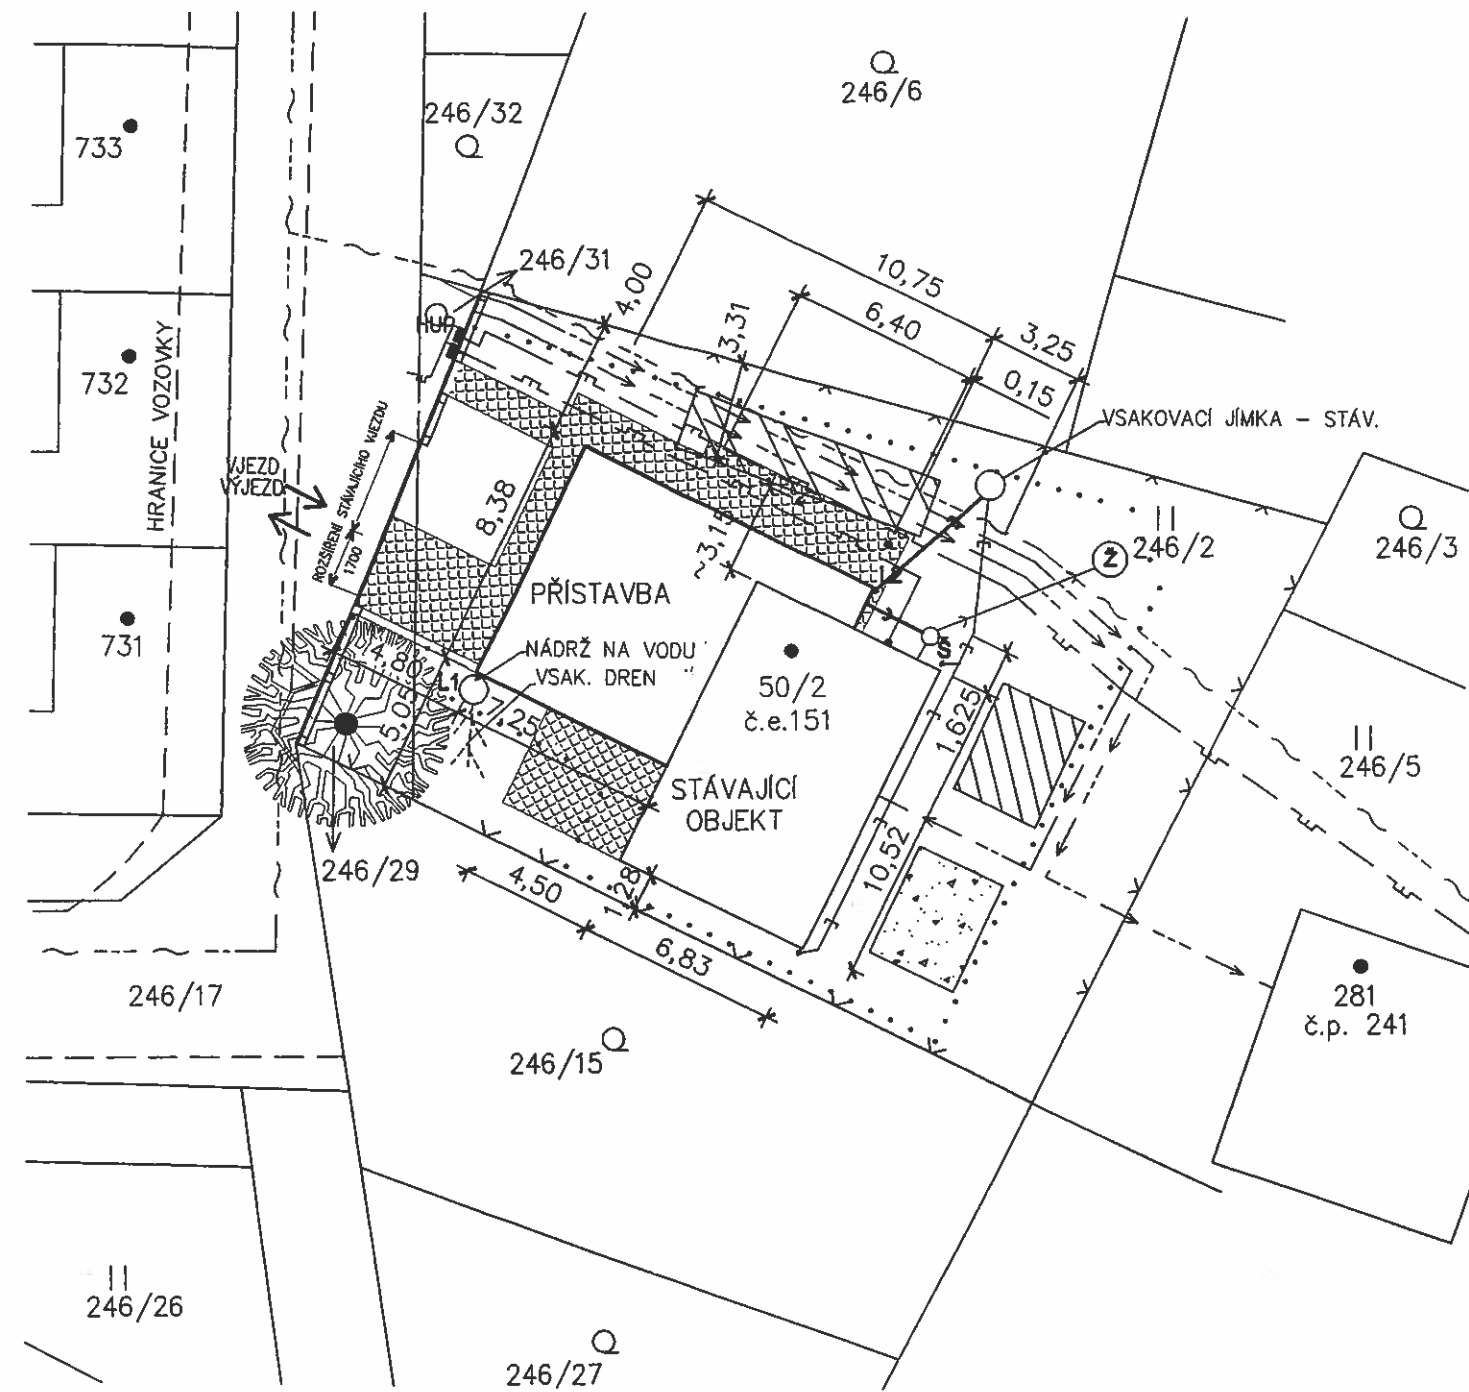 246/6
246/32
733
246/31
4,00
10,75
6,40
3,31
3,25
0,15
HUP
732
HRANICE VOZOVKY
VSAKOVACÍ JÍMKA – STÁV.
ROZŠÍŘENÍ STÁVAJÍCÍHO VJEZDU
1700
VJEZD
VÝJEZD
8,38
~3,15
246/2
246/3
Ž
L2
PŘÍSTAVBA
731
Š
NÁDRŽ NA VODU
VSAK. DREN
4,80
L1
5,05
7,25
50/2
č.e.151
1,625
246/5
STÁVAJÍCÍ
OBJEKT
246/29
4,50
1,28
10,52
6,83
246/17
281
č.p. 241
246/15
246/26
246/27